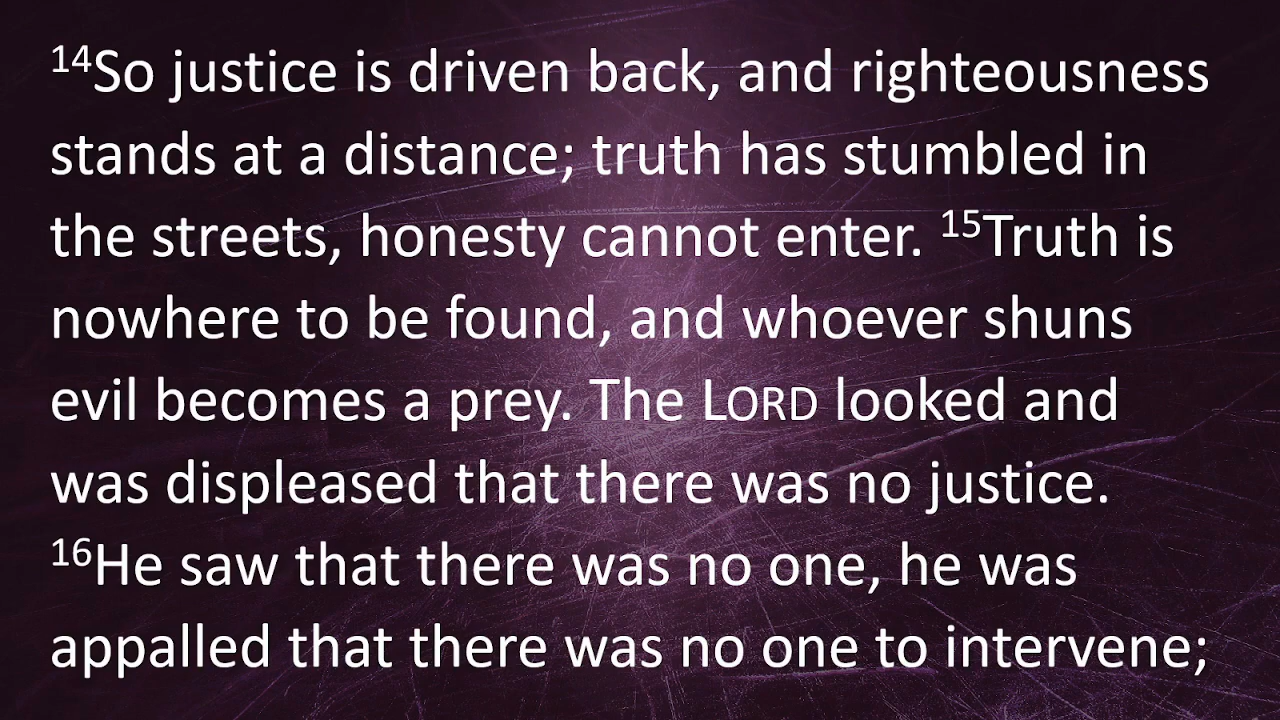 ¹⁴So justice is driven back, and righteousness
stands at a distance; truth has stumbled in
the streets, honesty cannot enter. ¹⁵Truth is
nowhere to be found, and whoever shuns
evil becomes a prey. The LORD looked and
was displeased that there was no justice.
¹⁶He saw that there was no one, he was
appalled that there was no one to intervene;